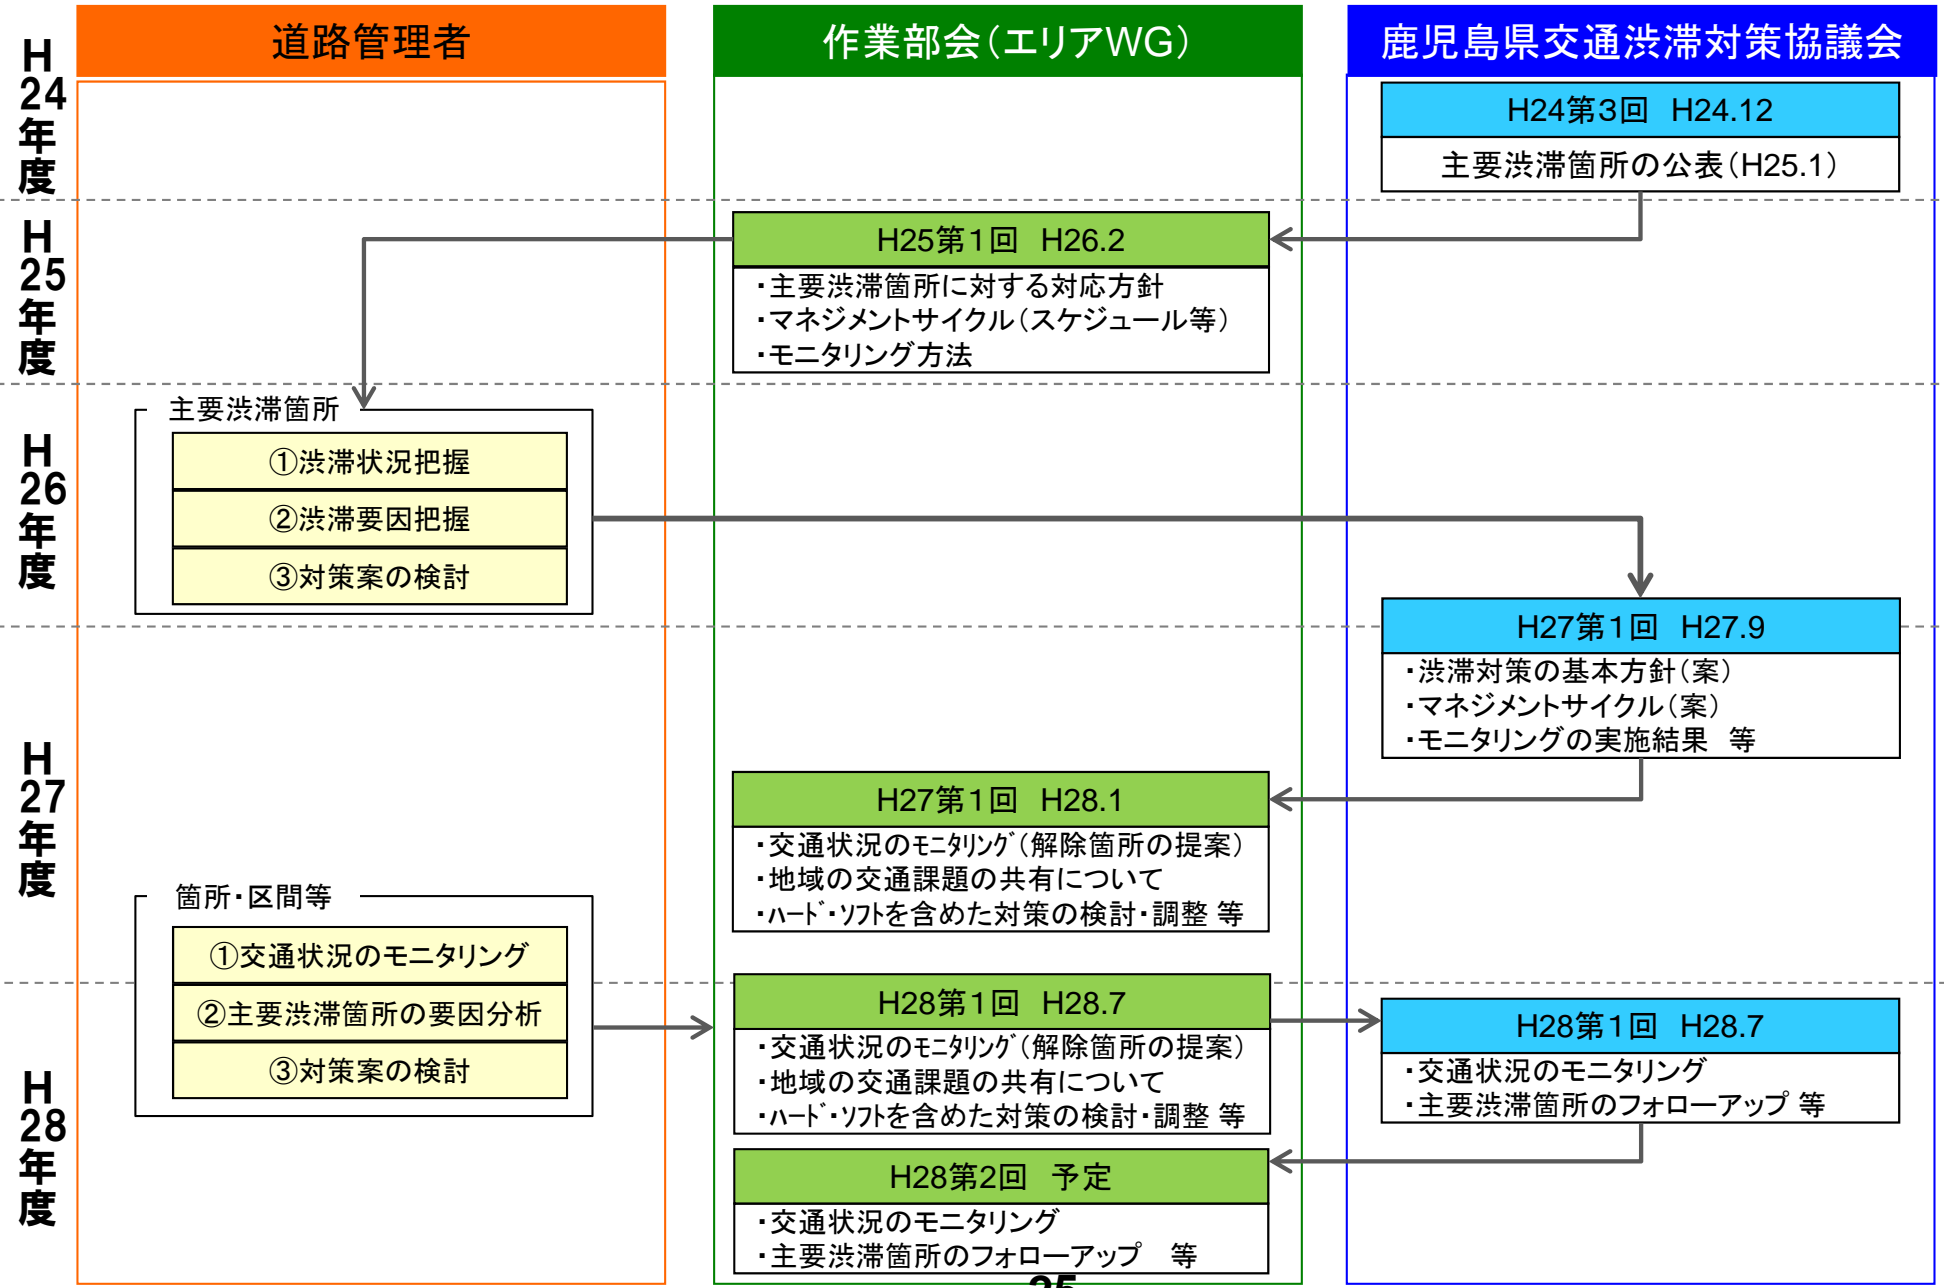 道路管理者
作業部会（エリアWG）
鹿児島県交通渋滞対策協議会
H24年度
H24第3回　H24.12
主要渋滞箇所の公表（H25.1）
H25年度
H25第1回　H26.2
・主要渋滞箇所に対する対応方針
・マネジメントサイクル（スケジュール等）
・モニタリング方法
H26年度
主要渋滞箇所
①渋滞状況把握
②渋滞要因把握
③対策案の検討
H27年度
H27第1回　H27.9
・渋滞対策の基本方針（案）
・マネジメントサイクル（案）
・モニタリングの実施結果　等
H27第1回　H28.1
・交通状況のﾓﾆﾀﾘﾝｸﾞ（解除箇所の提案）
・地域の交通課題の共有について
・ﾊｰﾄﾞ・ｿﾌﾄを含めた対策の検討・調整 等
箇所・区間等
①交通状況のモニタリング
②主要渋滞箇所の要因分析
③対策案の検討
H28年度
H28第1回　H28.7
・交通状況のﾓﾆﾀﾘﾝｸﾞ（解除箇所の提案）
・地域の交通課題の共有について
・ﾊｰﾄﾞ・ｿﾌﾄを含めた対策の検討・調整 等
H28第1回　H28.7
・交通状況のモニタリング
・主要渋滞箇所のフォローアップ 等
H28第2回　予定
・交通状況のモニタリング
・主要渋滞箇所のフォローアップ　等